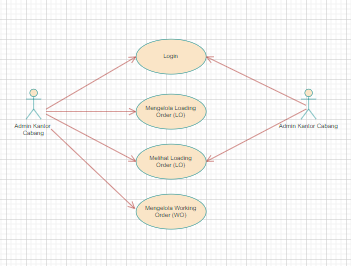 Login
Mengelola Loading
Order (LO)
Admin Kantor
Cabang
Admin Kantor Cabang
Melihat Loading
Order (LO)
Mengelola Working
Order (WO)